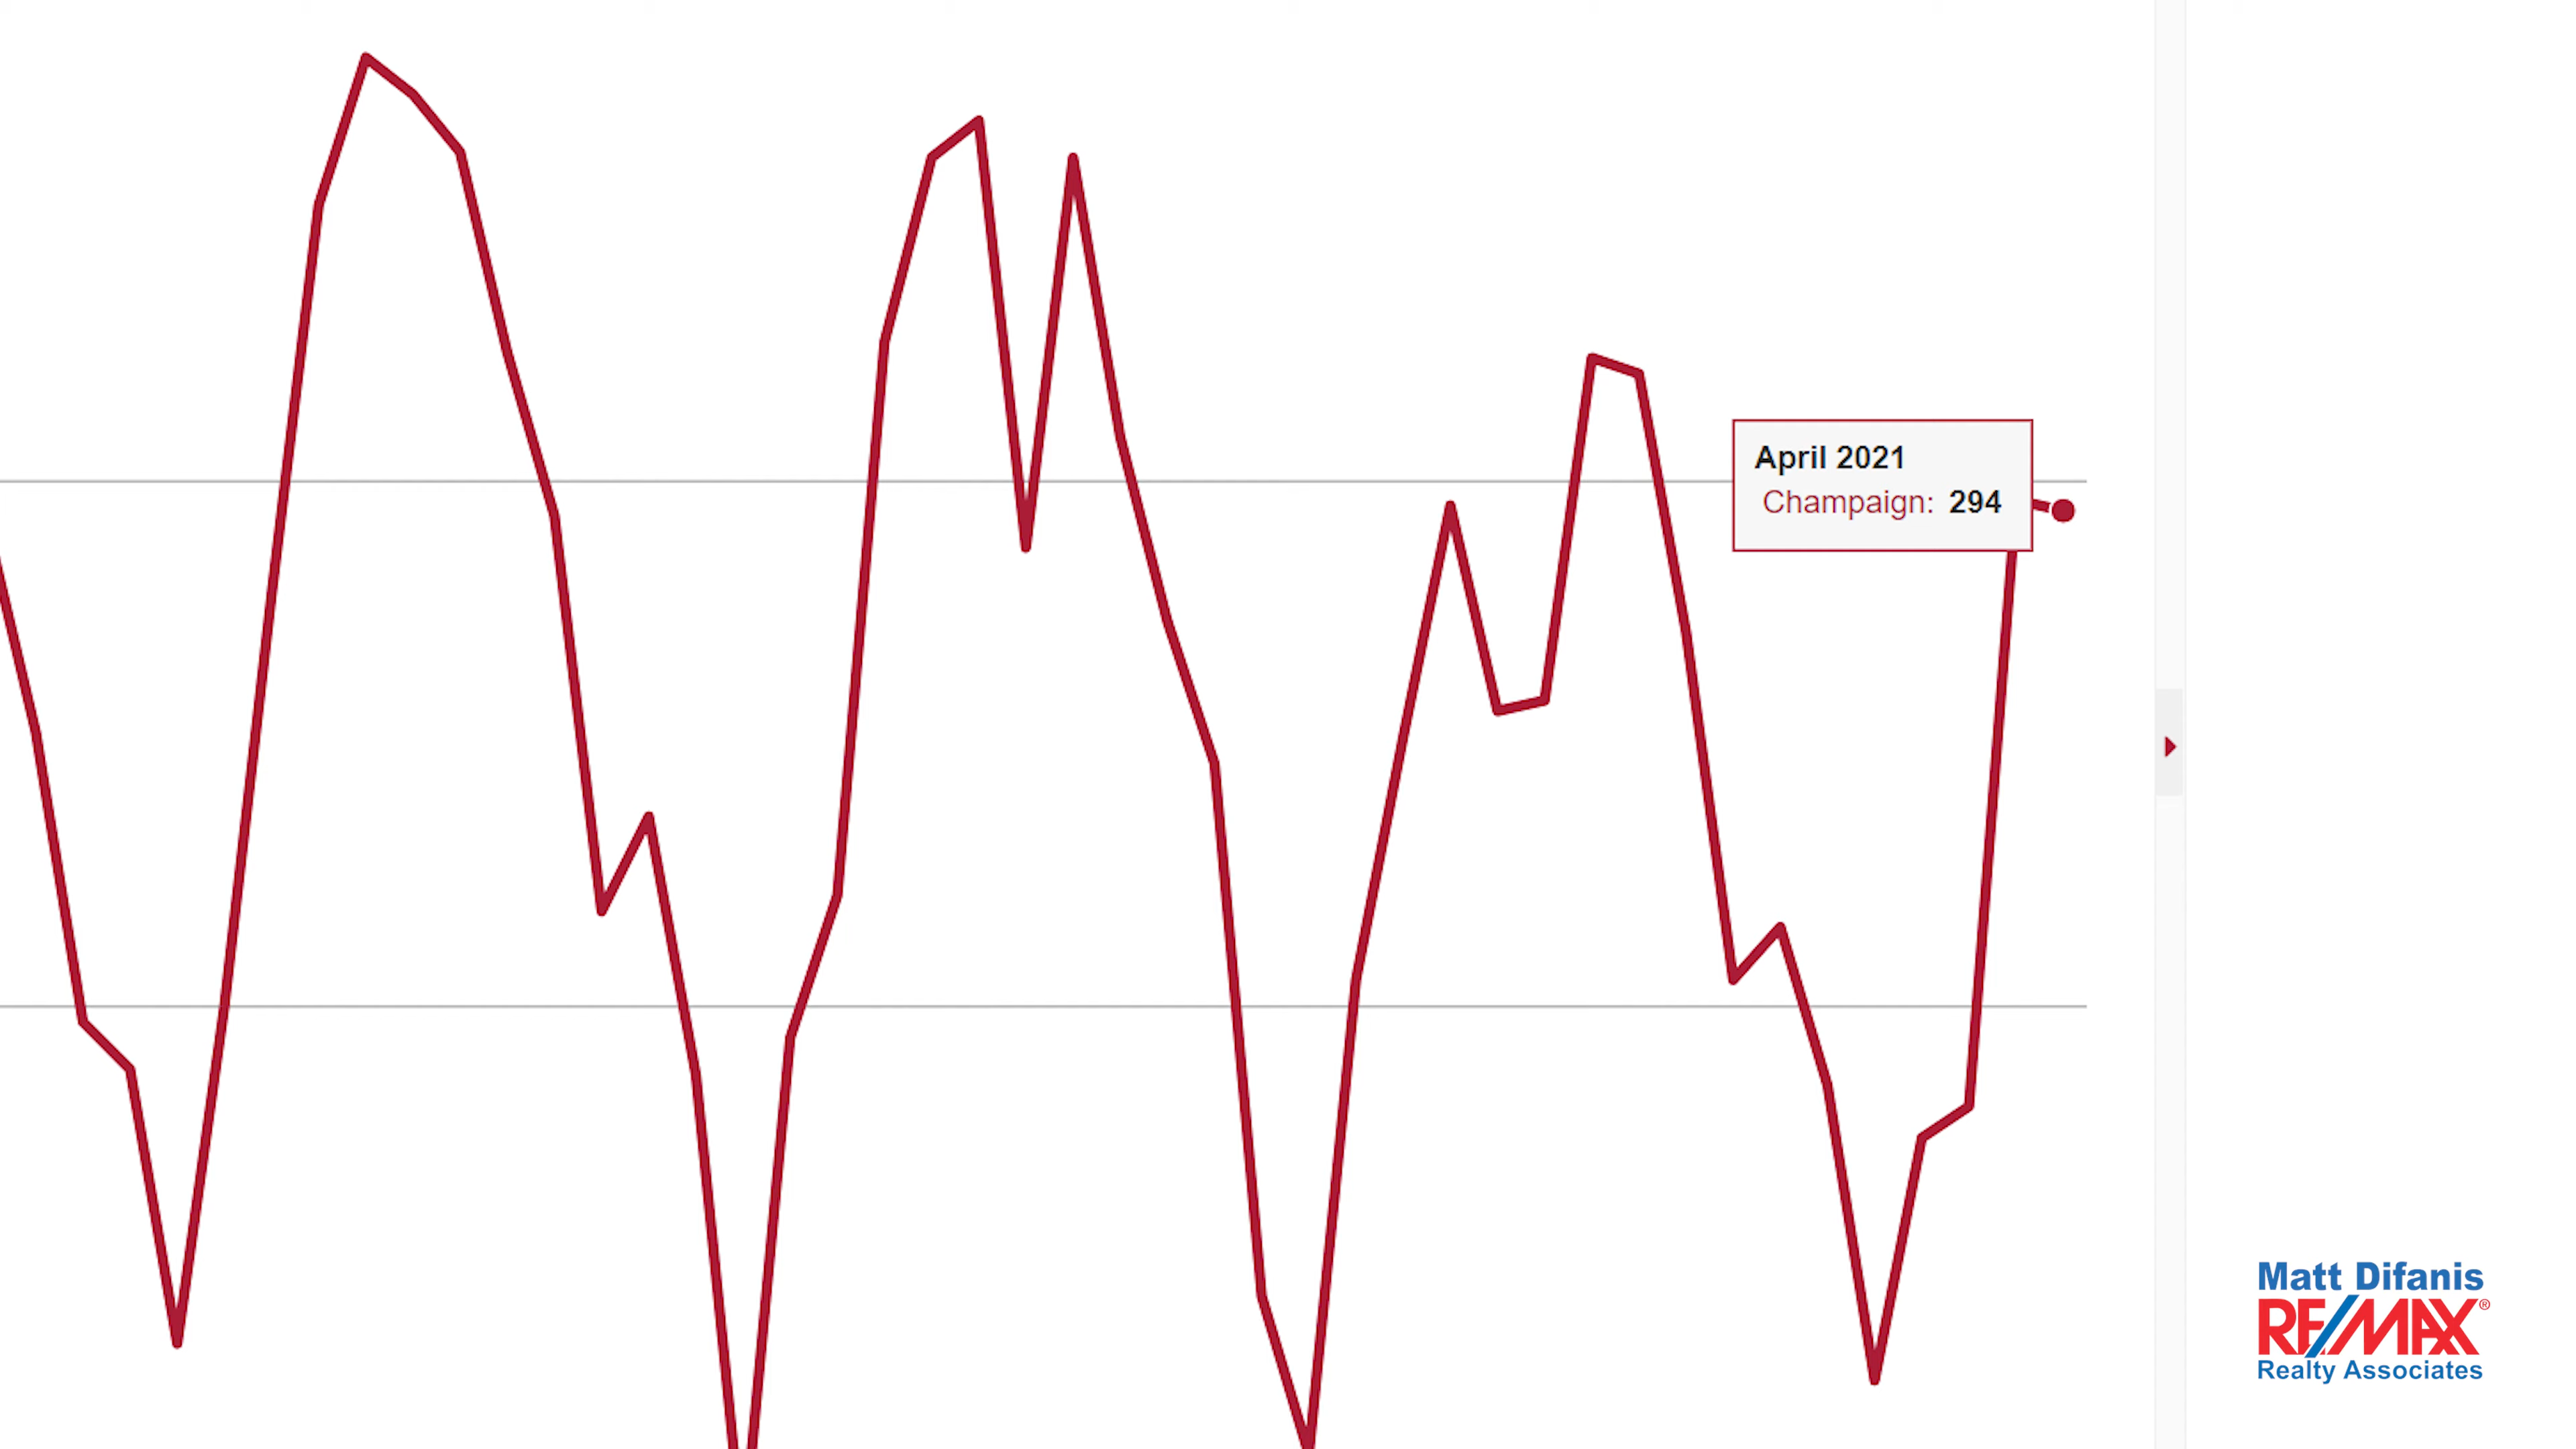 April 2021
Champaign: 294
Matt Difanis
RE/MAX®
Realty Associates